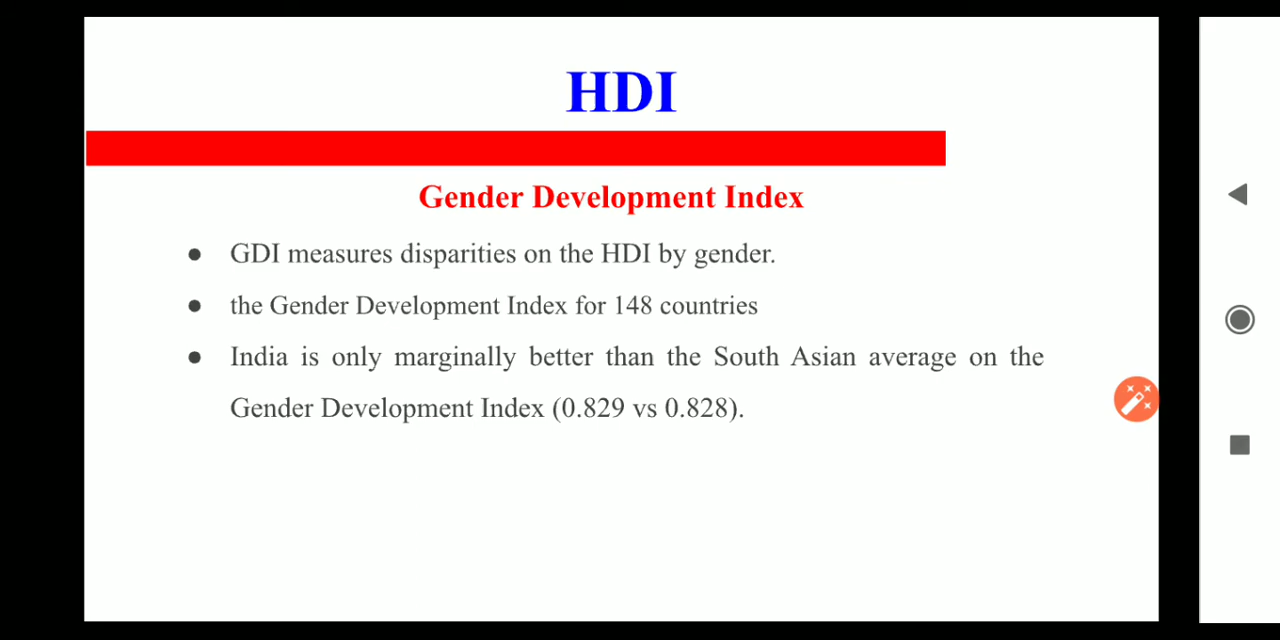 HDI
Gender Development Index
● GDI measures disparities on the HDI by gender.
● the Gender Development Index for 148 countries
● India is only marginally better than the South Asian average on the
Gender Development Index (0.829 vs 0.828).